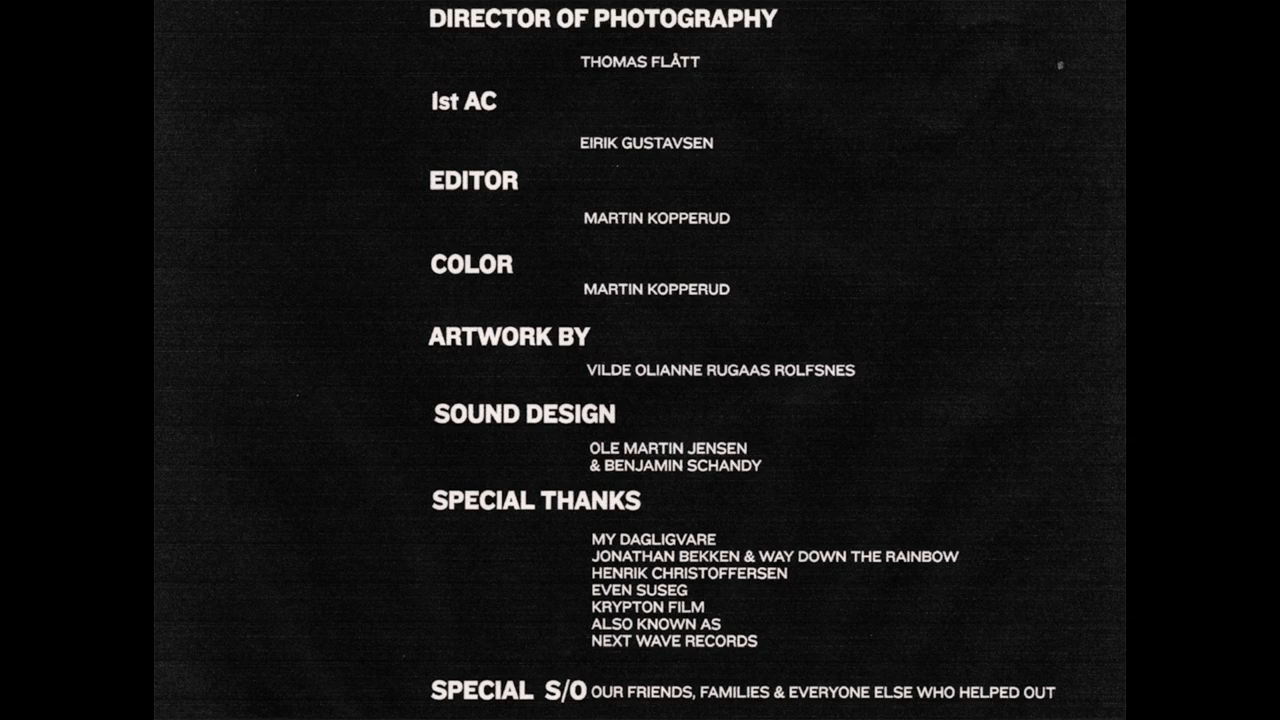 DIRECTOR OF PHOTOGRAPHY
THOMAS FLÅTT
1st AC
EIRIK GUSTAVSEN
EDITOR
MARTIN KOPPERUD
COLOR
MARTIN KOPPERUD
ARTWORK BY
VILDE OLIANNE RUGAAS ROLFSNES
SOUND DESIGN
OLE MARTIN JENSEN
& BENJAMIN SCHANDY
SPECIAL THANKS
MY DAGLIGVARE
JONATHAN BEKKEN & WAY DOWN THE RAINBOW
HENRIK CHRISTOFFERSEN
EVEN SUSEG
KRYPTON FILM
ALSO KNOWN AS
NEXT WAVE RECORDS
SPECIAL S/O OUR FRIENDS, FAMILIES & EVERYONE ELSE WHO HELPED OUT